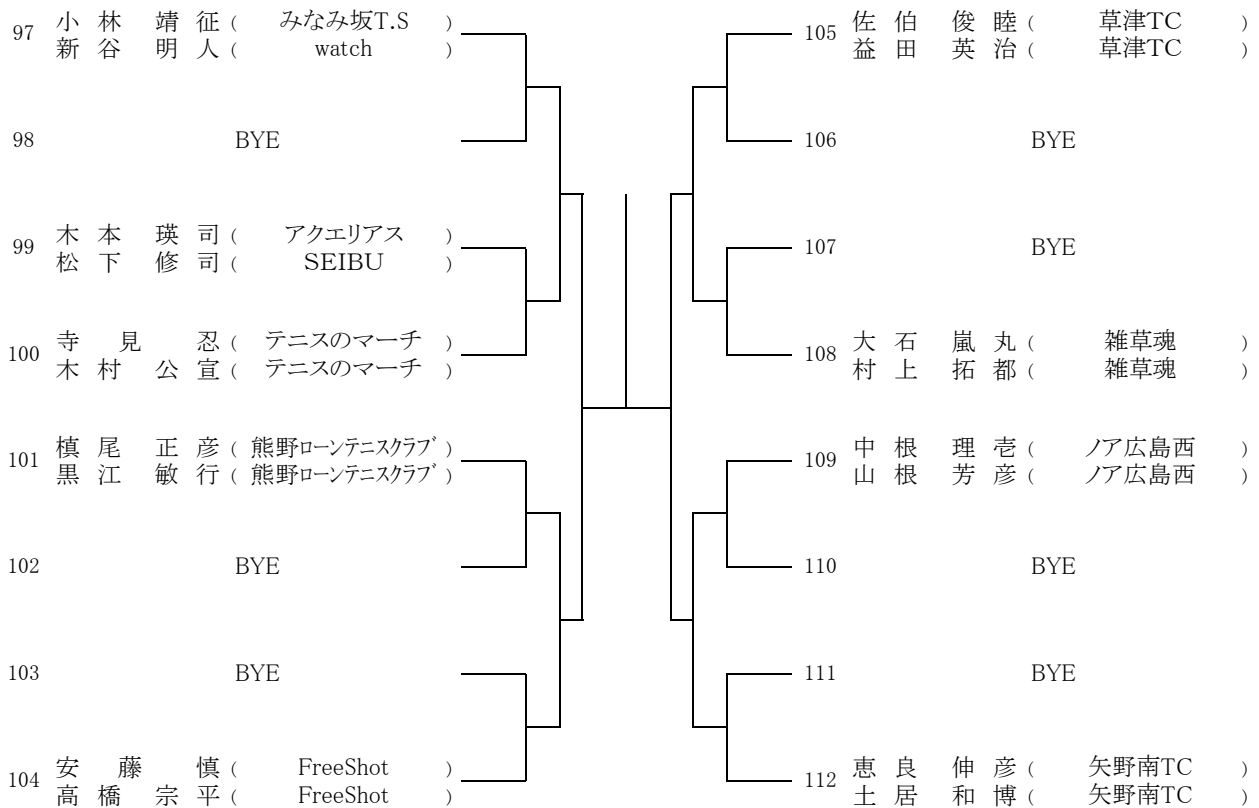 97 小林 靖征 ( みなみ坂T.S )
新谷 明人 ( watch )
98 BYE
99 木本 瑛司 ( アクエリアス )
松下 修司 ( SEIBU )
100 寺見 忍 ( テニスのマーチ )
木村 公宣 ( テニスのマーチ )
101 槙尾 正彦 ( 熊野ローンテニスクラブ )
黒江 敏行 ( 熊野ローンテニスクラブ )
102 BYE
103 BYE
104 安藤 慎 ( FreeShot )
高橋 宗平 ( FreeShot )
105 佐伯 俊睦 ( 草津TC )
益田 英治 ( 草津TC )
106 BYE
107 BYE
108 大石 嵐丸 ( 雑草魂 )
村上 拓都 ( 雑草魂 )
109 中根 理壱 ( ノア広島西 )
山根 芳彦 ( ノア広島西 )
110 BYE
111 BYE
112 恵良 伸彦 ( 矢野南TC )
土居 和博 ( 矢野南TC )